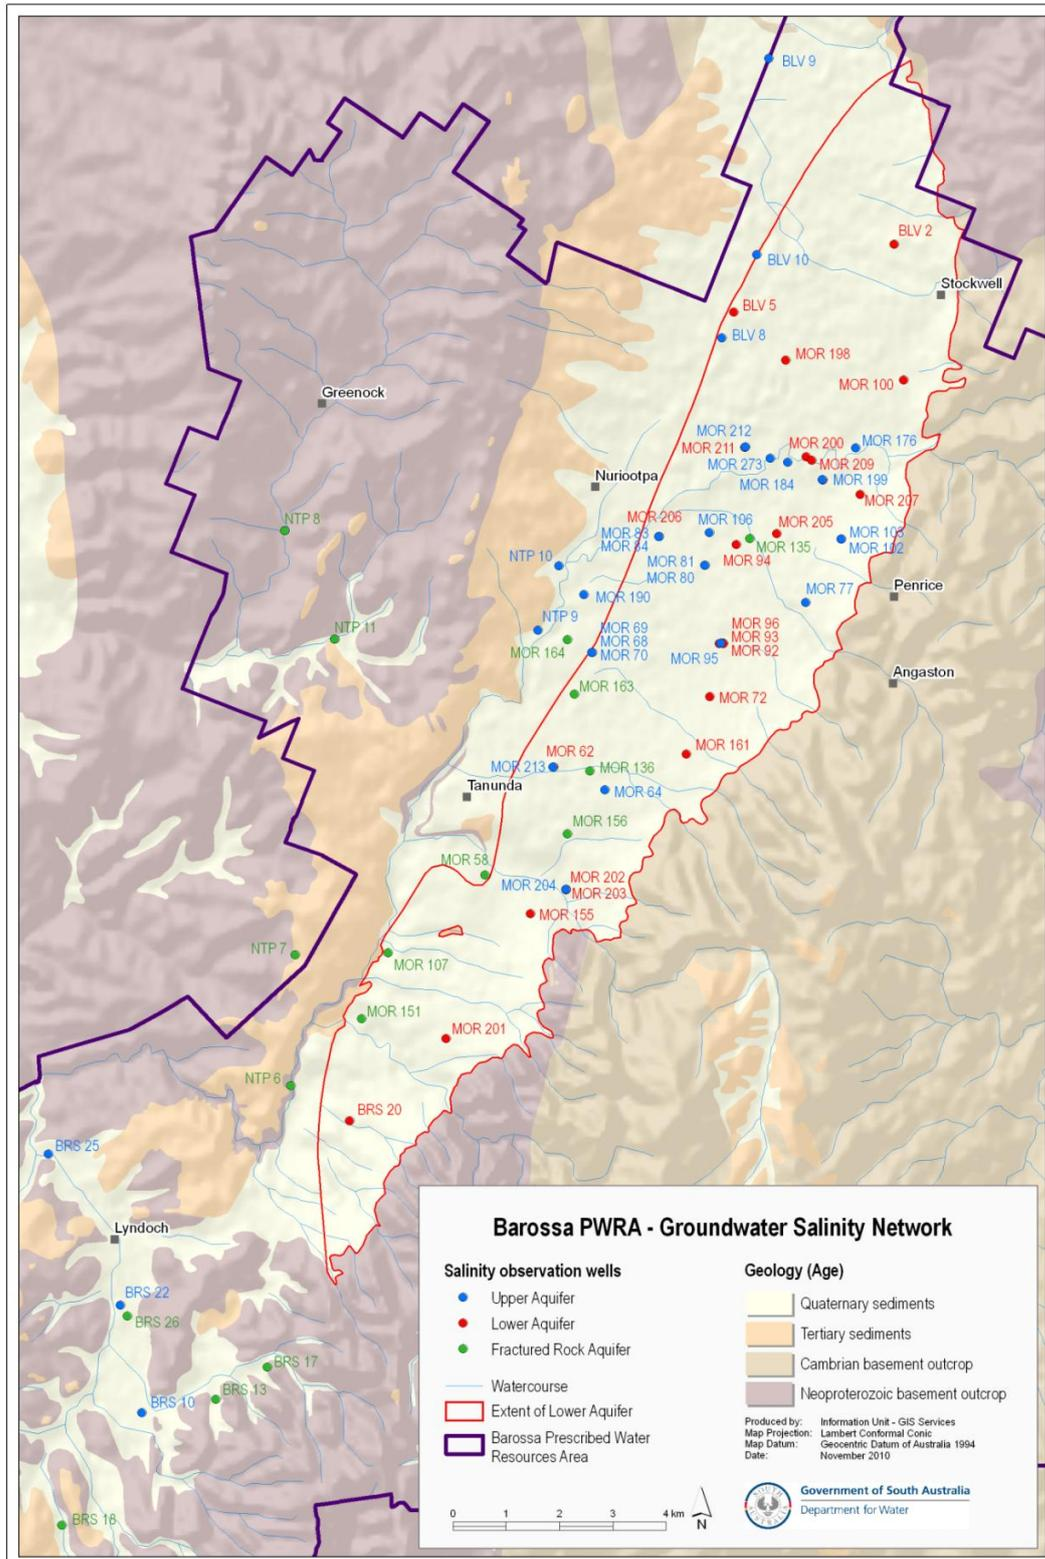 BLV 9
BLV 2
BLV 10
Stockwell
BLV 5
BLV 8
MOR 198
MOR 100
Greenock
MOR 212
MOR 200
MOR 176
MOR 211
MOR 273
MOR 209
MOR 184
MOR 199
Nuriootpa
MOR 207
NTP 8
MOR 206
MOR 106
MOR 205
MOR 83
MOR 103
MOR 84
MOR 135
MOR 102
NTP 10
MOR 81
MOR 94
MOR 80
Penrice
MOR 190
MOR 77
NTP 9
NTP 11
MOR 69
MOR 96
MOR 68
MOR 93
MOR 164
MOR 70
MOR 95
MOR 92
Angaston
MOR 163
MOR 72
MOR 62
MOR 161
MOR 213
MOR 136
Tanunda
MOR 64
MOR 156
MOR 58
MOR 202
MOR 204
MOR 203
MOR 155
NTP 7
MOR 107
MOR 151
MOR 201
NTP 6
BRS 20
BRS 25
Lyndoch
BRS 22
BRS 26
BRS 17
BRS 13
BRS 10
BRS 18
Barossa PWRA - Groundwater Salinity Network
Salinity observation wells
Upper Aquifer
Lower Aquifer
Fractured Rock Aquifer
Watercourse
Extent of Lower Aquifer
Barossa Prescribed Water
Resources Area
Geology (Age)
Quaternary sediments
Tertiary sediments
Cambrian basement outcrop
Neoproterozoic basement outcrop
Produced by: Information Unit - GIS Services
Map Projection: Lambert Conformal Conic
Map Datum: Geocentric Datum of Australia 1994
Date: November 2010
0 1 2 3 4 km
N
SOUTH AUSTRALIA
Government of South Australia
Department for Water